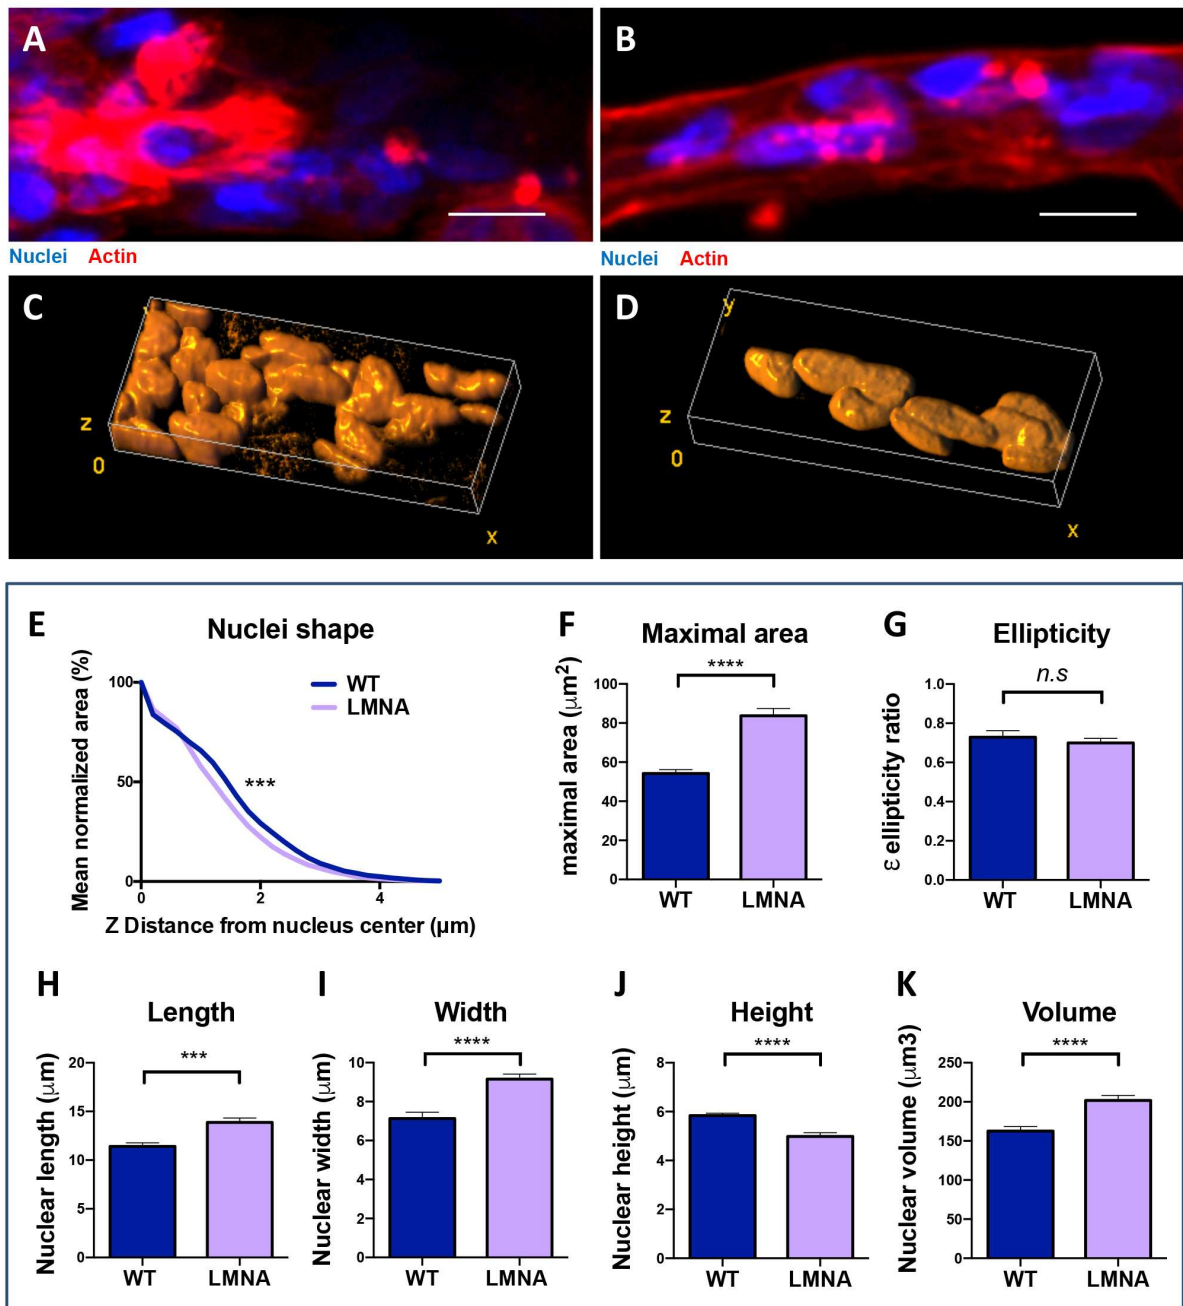 A
B
Nuclei Actin
Nuclei Actin
C
y
z
0
x
D
y
z
0
x
E
Nuclei shape
Mean normalized area (%)
100
50
0
0
2
4
WT
LMNA
***
Z Distance from nucleus center (µm)
F
Maximal area
maximal area (µm²)
****
100
80
60
40
20
0
WT
LMNA
G
Ellipticity
ε ellipticity ratio
n.s
1.0
0.8
0.6
0.4
0.2
0.0
WT
LMNA
H
Length
Nuclear length (µm)
***
20
15
10
5
0
WT
LMNA
I
Width
Nuclear width (µm)
****
10
8
6
4
2
0
WT
LMNA
J
Height
Nuclear height (µm)
****
8
6
4
2
0
WT
LMNA
K
Volume
Nuclear volume (µm3)
****
250
200
150
100
50
0
WT
LMNA